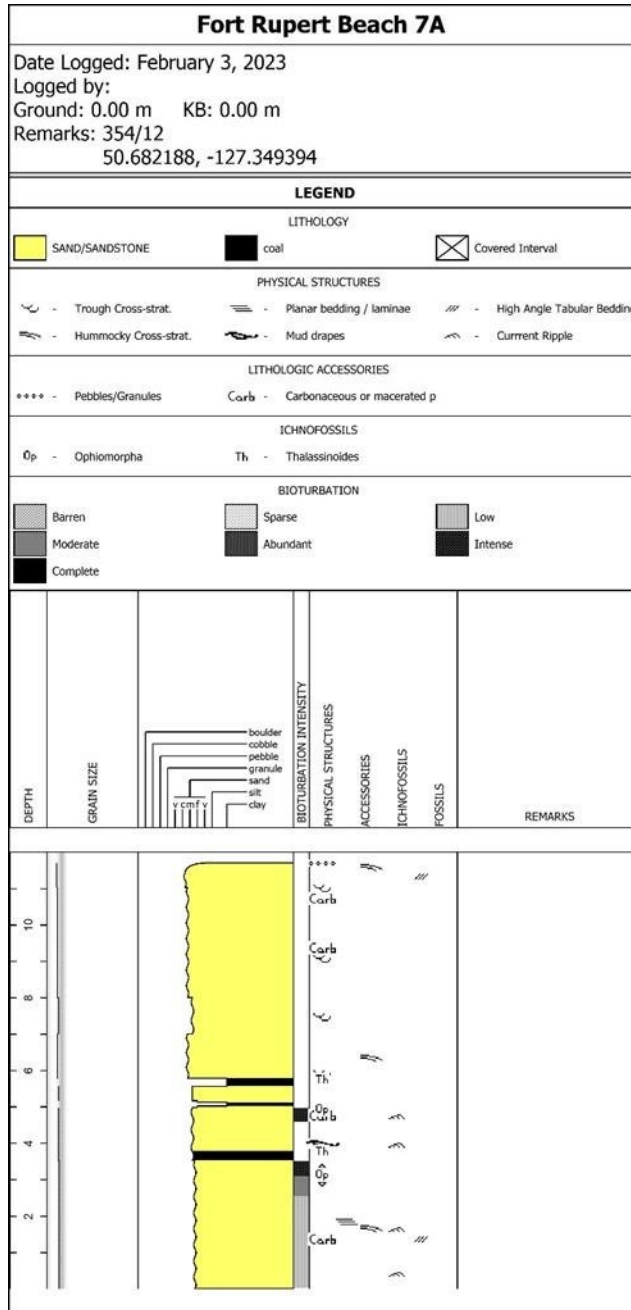 Fort Rupert Beach 7A
Date Logged: February 3, 2023
Logged by:
Ground: 0.00 m KB: 0.00 m
Remarks: 354/12
50.682188, -127.349394
LEGEND
LITHOLOGY
SAND/SANDSTONE coal Covered Interval
PHYSICAL STRUCTURES
- Trough Cross-strat. - Planar bedding / laminae - High Angle Tabular Bedding
- Hummocky Cross-strat. - Mud drapes - Currrent Ripple
LITHOLOGIC ACCESSORIES
- Pebbles/Granules Carb - Carbonaceous or macerated p
ICHNOFOSSILS
Op - Ophiomorpha Th - Thalassinoides
BIOTURBATION
Barren Sparse Low
Moderate Abundant Intense
Complete
DEPTH
GRAIN SIZE
boulder
cobble
pebble
granule
sand
silt
clay
v c m f v
BIOTURBATION INTENSITY
PHYSICAL STRUCTURES
ACCESSORIES
ICHNOFOSSILS
FOSSILS
REMARKS
Carb
10
Carb
8
6
Th
Op
Carb
4
Th
Op
2
Carb